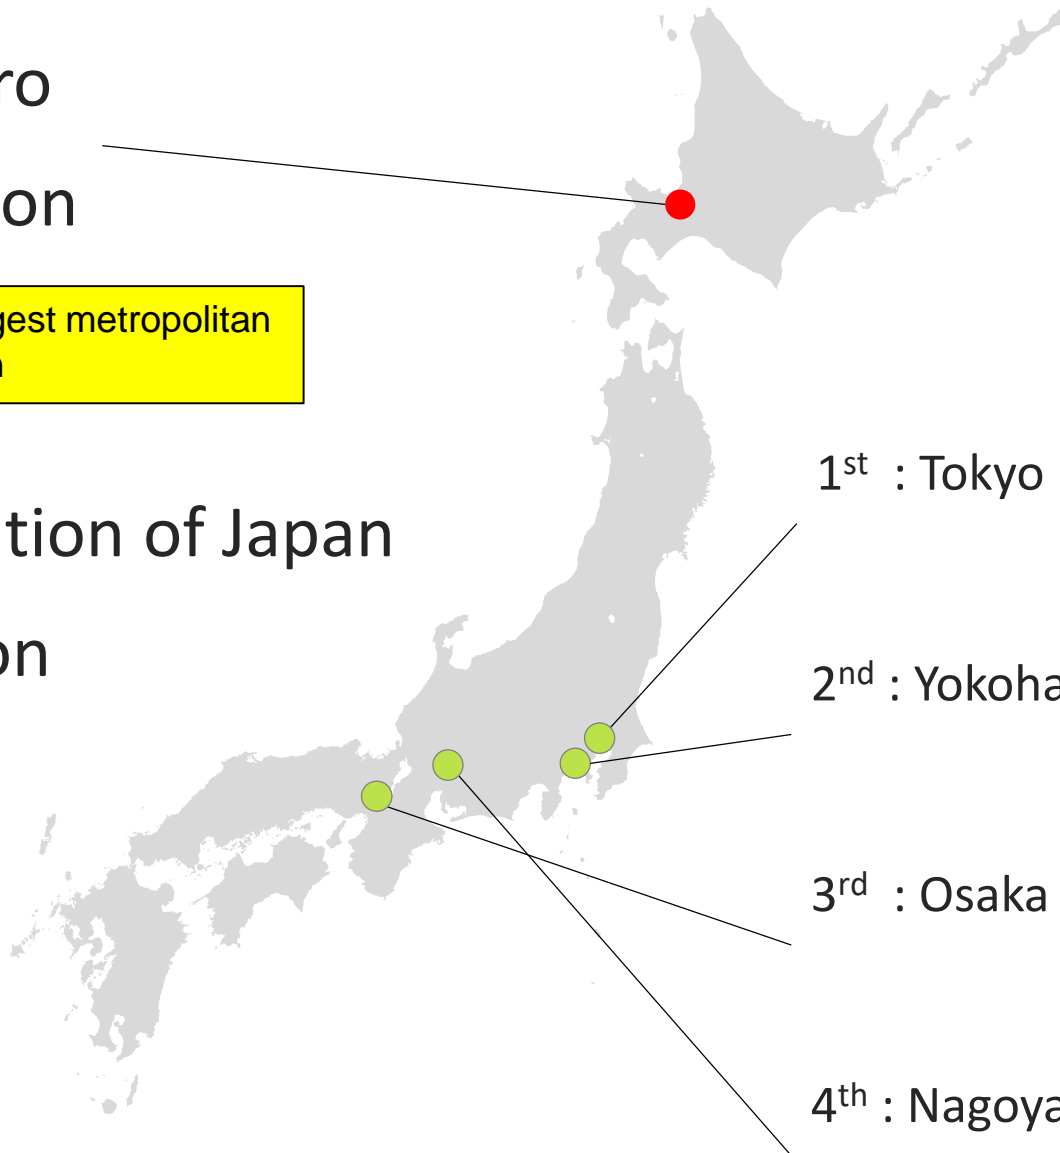 ro
on
gest metropolitan
tion of Japan
on
1st : Tokyo
2nd : Yokoha
3rd : Osaka
4th : Nagoya